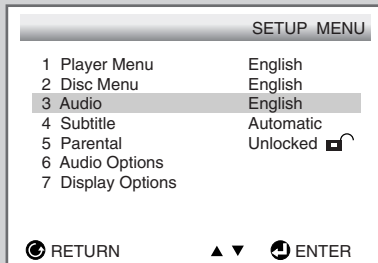 SETUP MENU
1 Player Menu English
2 Disc Menu English
3 Audio English
4 Subtitle Automatic
5 Parental Unlocked
6 Audio Options
7 Display Options
RETURN ▲ ▼ ENTER